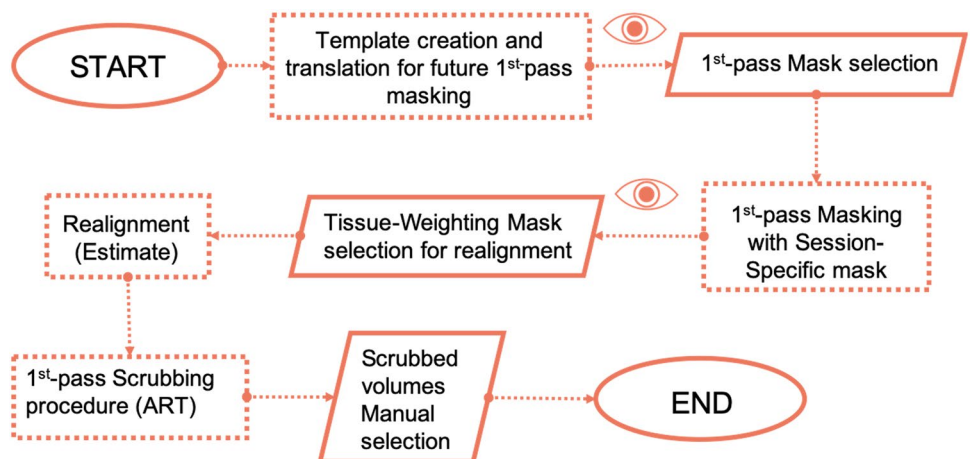 START
Template creation and
translation for future 1st-pass
masking
1st-pass Mask selection
1st-pass Masking
with Session-
Specific mask
Tissue-Weighting Mask
selection for realignment
Realignment
(Estimate)
1st-pass Scrubbing
procedure (ART)
Scrubbed
volumes
Manual
selection
END